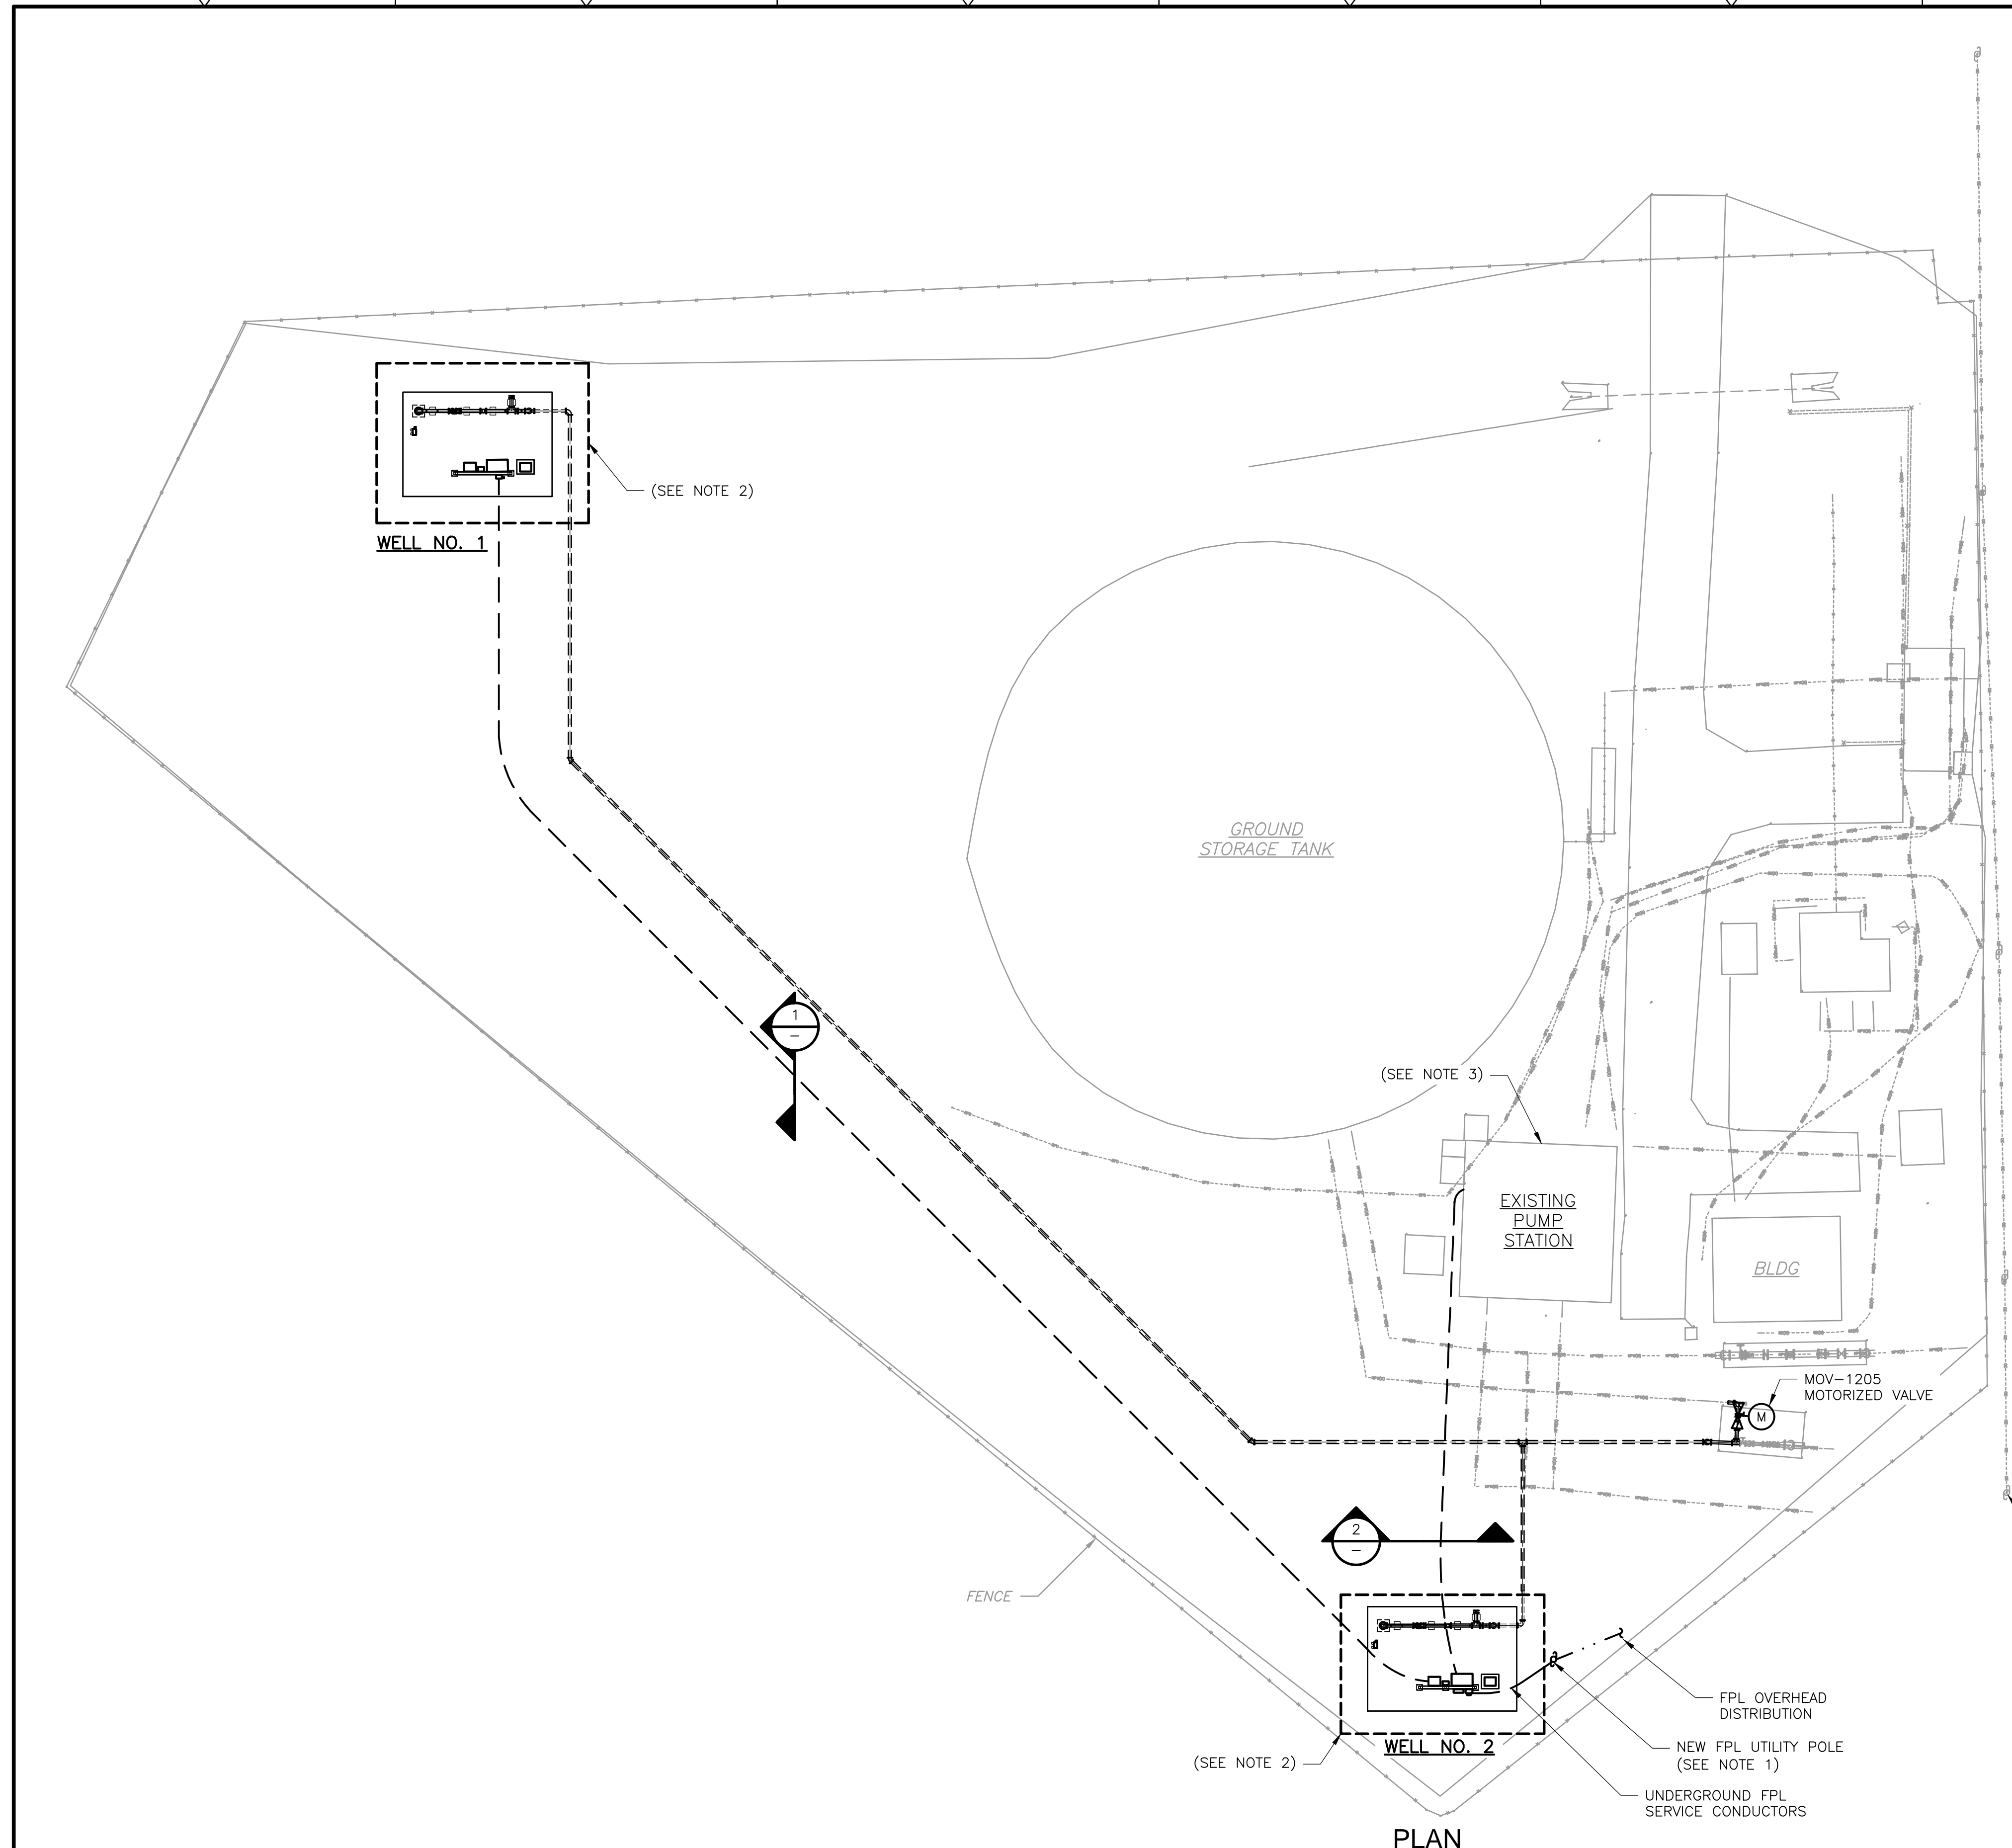 (SEE NOTE 2)
WELL NO. 1
GROUND
STORAGE TANK
1
–
(SEE NOTE 3)
EXISTING
PUMP
STATION
BLDG
MOV–1205
MOTORIZED VALVE
M
2
–
FENCE
FPL OVERHEAD
DISTRIBUTION
WELL NO. 2
NEW FPL UTILITY POLE
(SEE NOTE 1)
(SEE NOTE 2)
UNDERGROUND FPL
SERVICE CONDUCTORS
PLAN